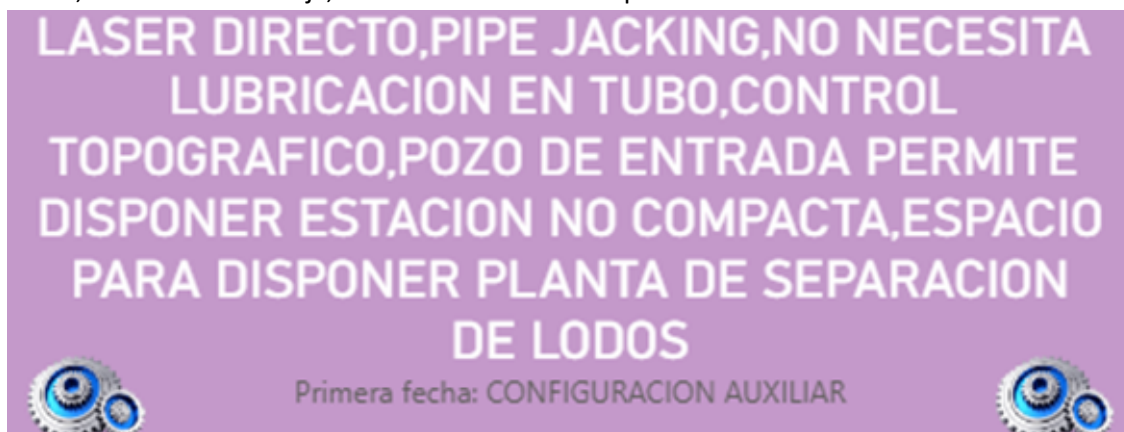 LASER DIRECTO,PIPE JACKING,NO NECESITA
LUBRICACION EN TUBO,CONTROL
TOPOGRAFICO,POZO DE ENTRADA PERMITE
DISPONER ESTACION NO COMPACTA,ESPACIO
PARA DISPONER PLANTA DE SEPARACION
DE LODOS
Primera fecha: CONFIGURACION AUXILIAR